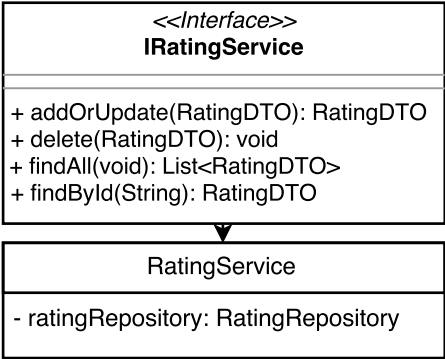 <<Interface>>
IRatingService
+ addOrUpdate(RatingDTO): RatingDTO
+ delete(RatingDTO): void
+ findAll(void): List<RatingDTO>
+ findById(String): RatingDTO
RatingService
- ratingRepository: RatingRepository